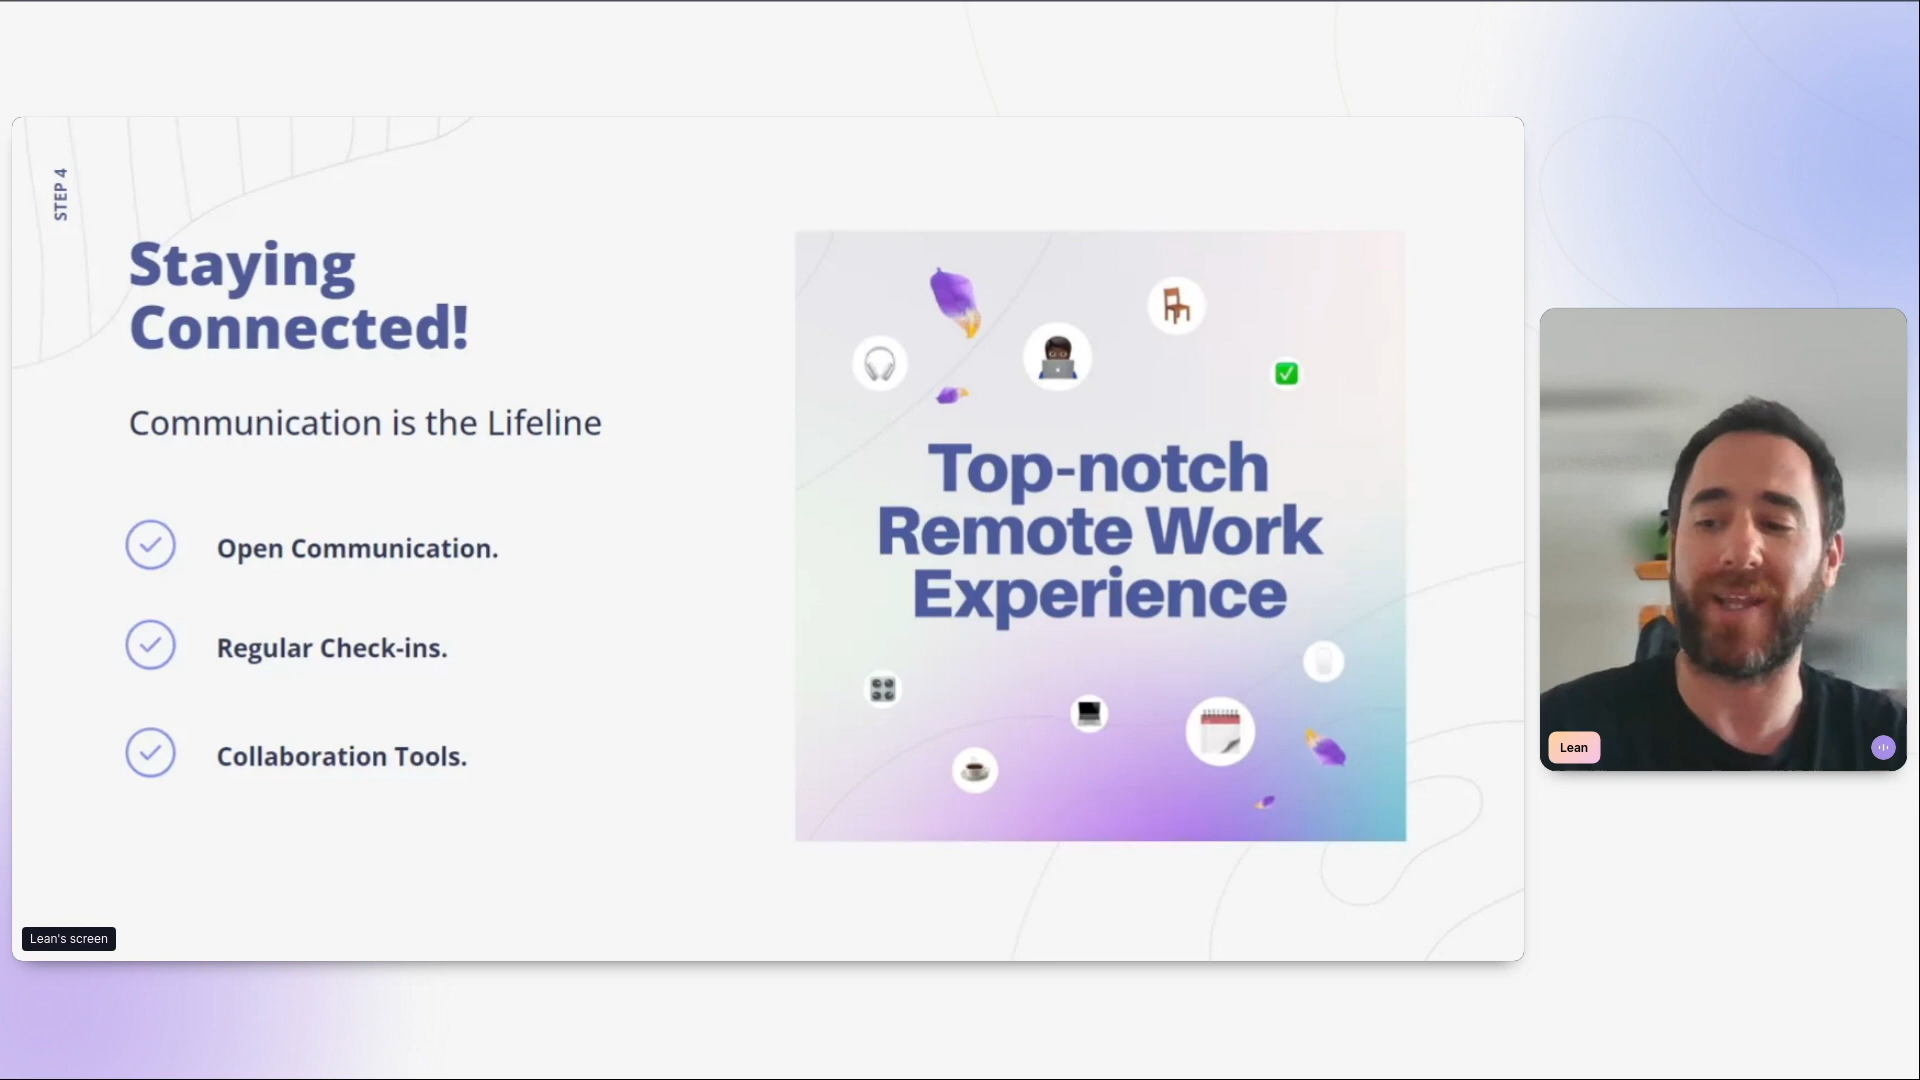 STEP 4
Staying
Connected!
Communication is the Lifeline
Open Communication.
Regular Check-ins.
Collaboration Tools.
Top-notch
Remote Work
Experience
Lean's screen
Lean